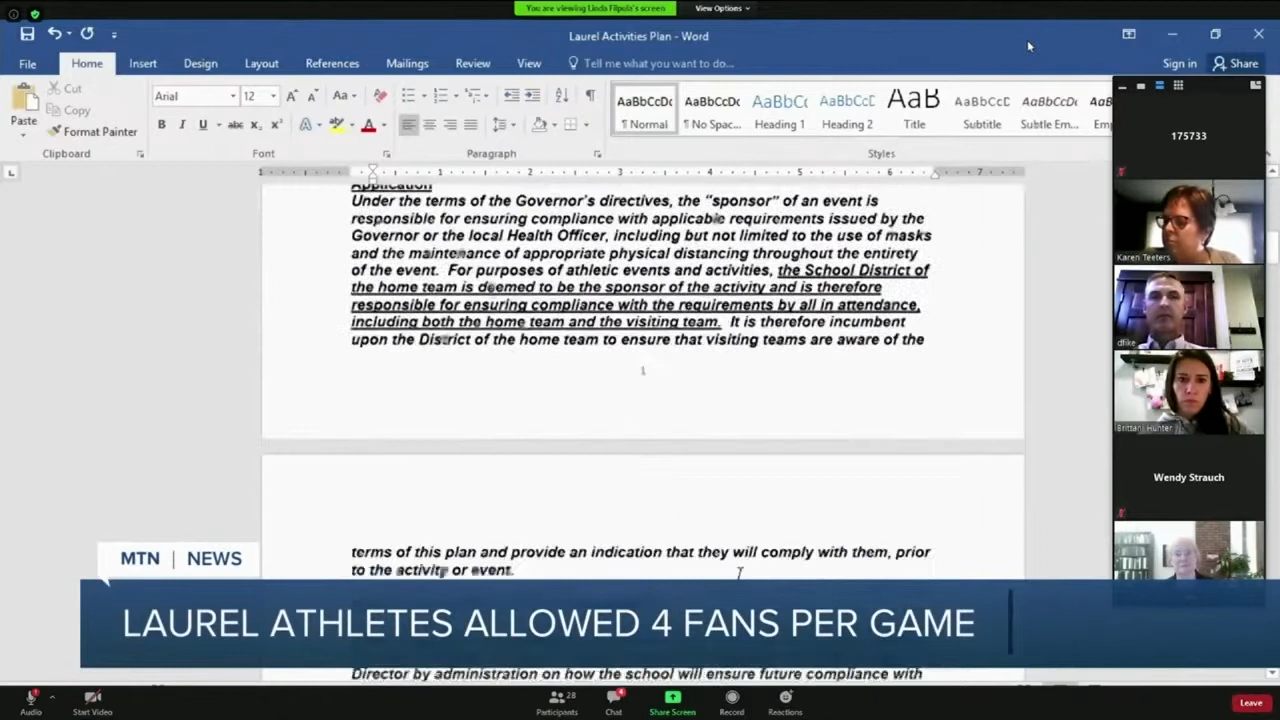 You are viewing Linda Filpula's screen
View Options
Laurel Activities Plan - Word
File
Home
Insert
Design
Layout
References
Mailings
Review
View
Tell me what you want to do...
Sign in
Share
Paste
Cut
Copy
Format Painter
Clipboard
Arial
12
Font
Paragraph
AaBbCcDc
¶ Normal
AaBbCcDc
¶ No Spac...
AaBbCc
Heading 1
AaBbCcD
Heading 2
AaB
Title
AaBbCcD
Subtitle
AaBbCcDc
Subtle Em...
Styles
175733
Karen Teeters
dfike
Brittani Hunter
Wendy Strauch
Application
Under the terms of the Governor's directives, the "sponsor" of an event is
responsible for ensuring compliance with applicable requirements issued by the
Governor or the local Health Officer, including but not limited to the use of masks
and the maintenance of appropriate physical distancing throughout the entirety
of the event. For purposes of athletic events and activities, the School District of
the home team is deemed to be the sponsor of the activity and is therefore
responsible for ensuring compliance with the requirements by all in attendance,
including both the home team and the visiting team. It is therefore incumbent
upon the District of the home team to ensure that visiting teams are aware of the
1
terms of this plan and provide an indication that they will comply with them, prior
to the activity or event.
MTN | NEWS
LAUREL ATHLETES ALLOWED 4 FANS PER GAME
Director by administration on how the school will ensure future compliance with
Audio
Start Video
Participants
28
Chat
4
Share Screen
Record
Reactions
Leave